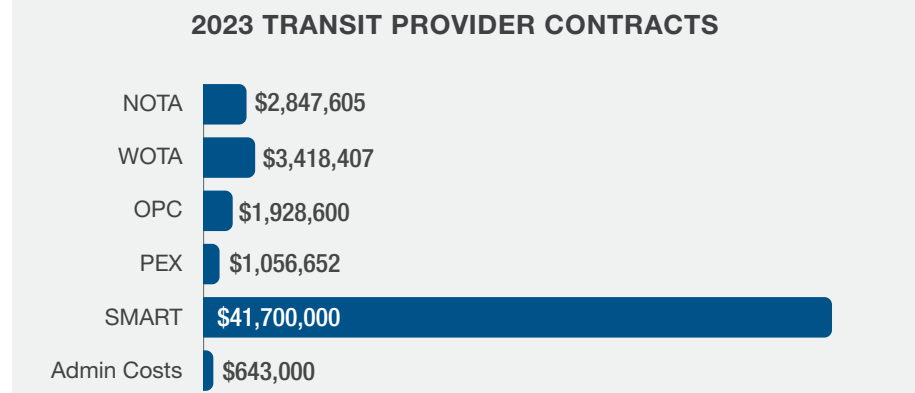 2023 TRANSIT PROVIDER CONTRACTS
NOTA $2,847,605
WOTA $3,418,407
OPC $1,928,600
PEX $1,056,652
SMART $41,700,000
Admin Costs $643,000